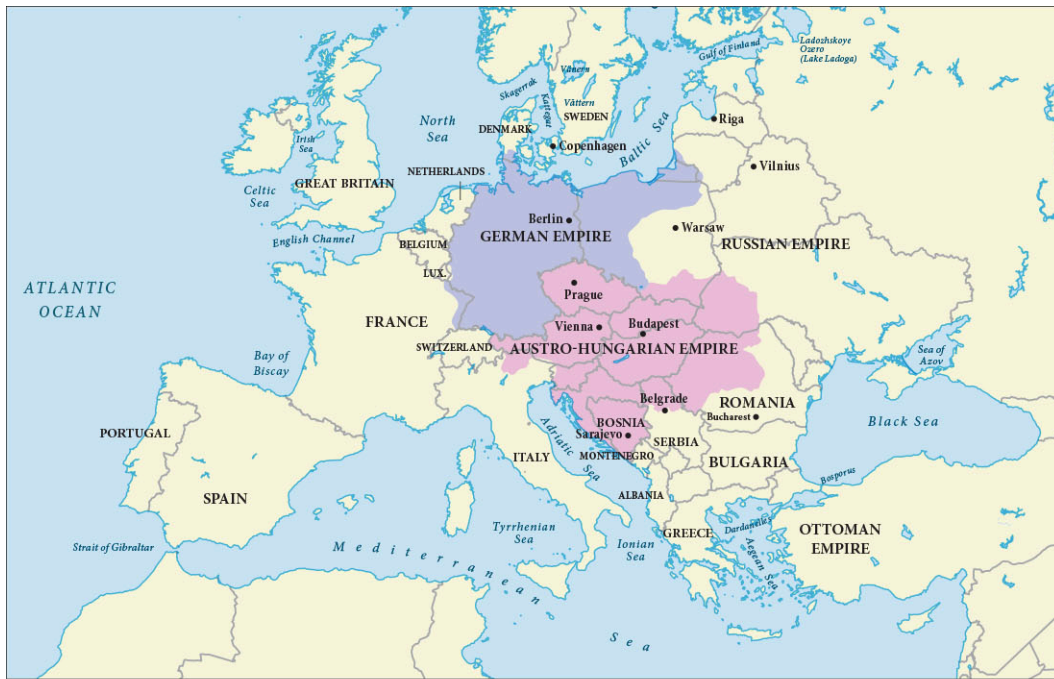 Ladozhskoye
Ozero
(Lake Ladoga)
Gulf of Finland
Vänern
Skagerrak
Kattegat
Vättern
SWEDEN
North
Sea
DENMARK
Copenhagen
Baltic Sea
Riga
Irish
Sea
NETHERLANDS
Vilnius
GREAT BRITAIN
Celtic
Sea
Berlin
GERMAN EMPIRE
Warsaw
RUSSIAN EMPIRE
English Channel
BELGIUM
LUX.
ATLANTIC
OCEAN
Prague
FRANCE
Vienna
Budapest
SWITZERLAND
AUSTRO-HUNGARIAN EMPIRE
Sea of
Azov
Bay of
Biscay
Belgrade
ROMANIA
Bucharest
Black Sea
BOSNIA
Sarajevo
PORTUGAL
Adriatic Sea
SERBIA
ITALY
MONTENEGRO
BULGARIA
Bosporus
SPAIN
ALBANIA
Tyrrhenian
Sea
Dardanelles
OTTOMAN
EMPIRE
GREECE
Aegean Sea
Strait of Gibraltar
Ionian
Sea
Mediterranean
Sea